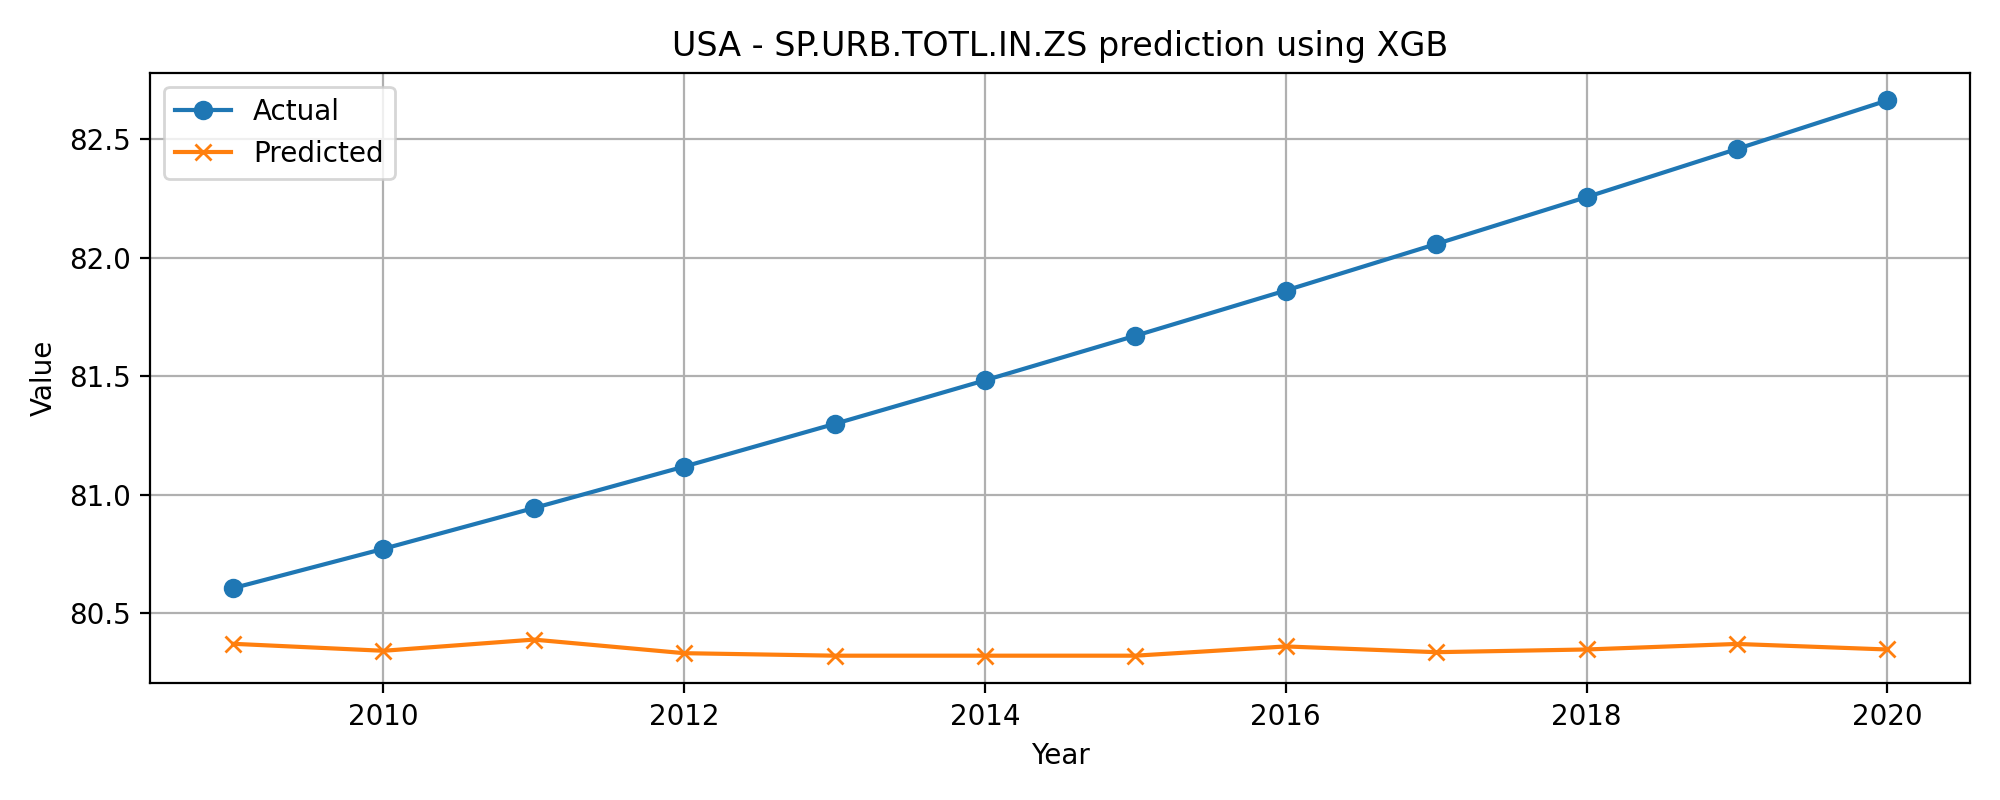 USA - SP.URB.TOTL.IN.ZS prediction using XGB
Actual
Predicted
82.5
82.0
81.5
81.0
80.5
Value
2010 2012 2014 2016 2018 2020
Year